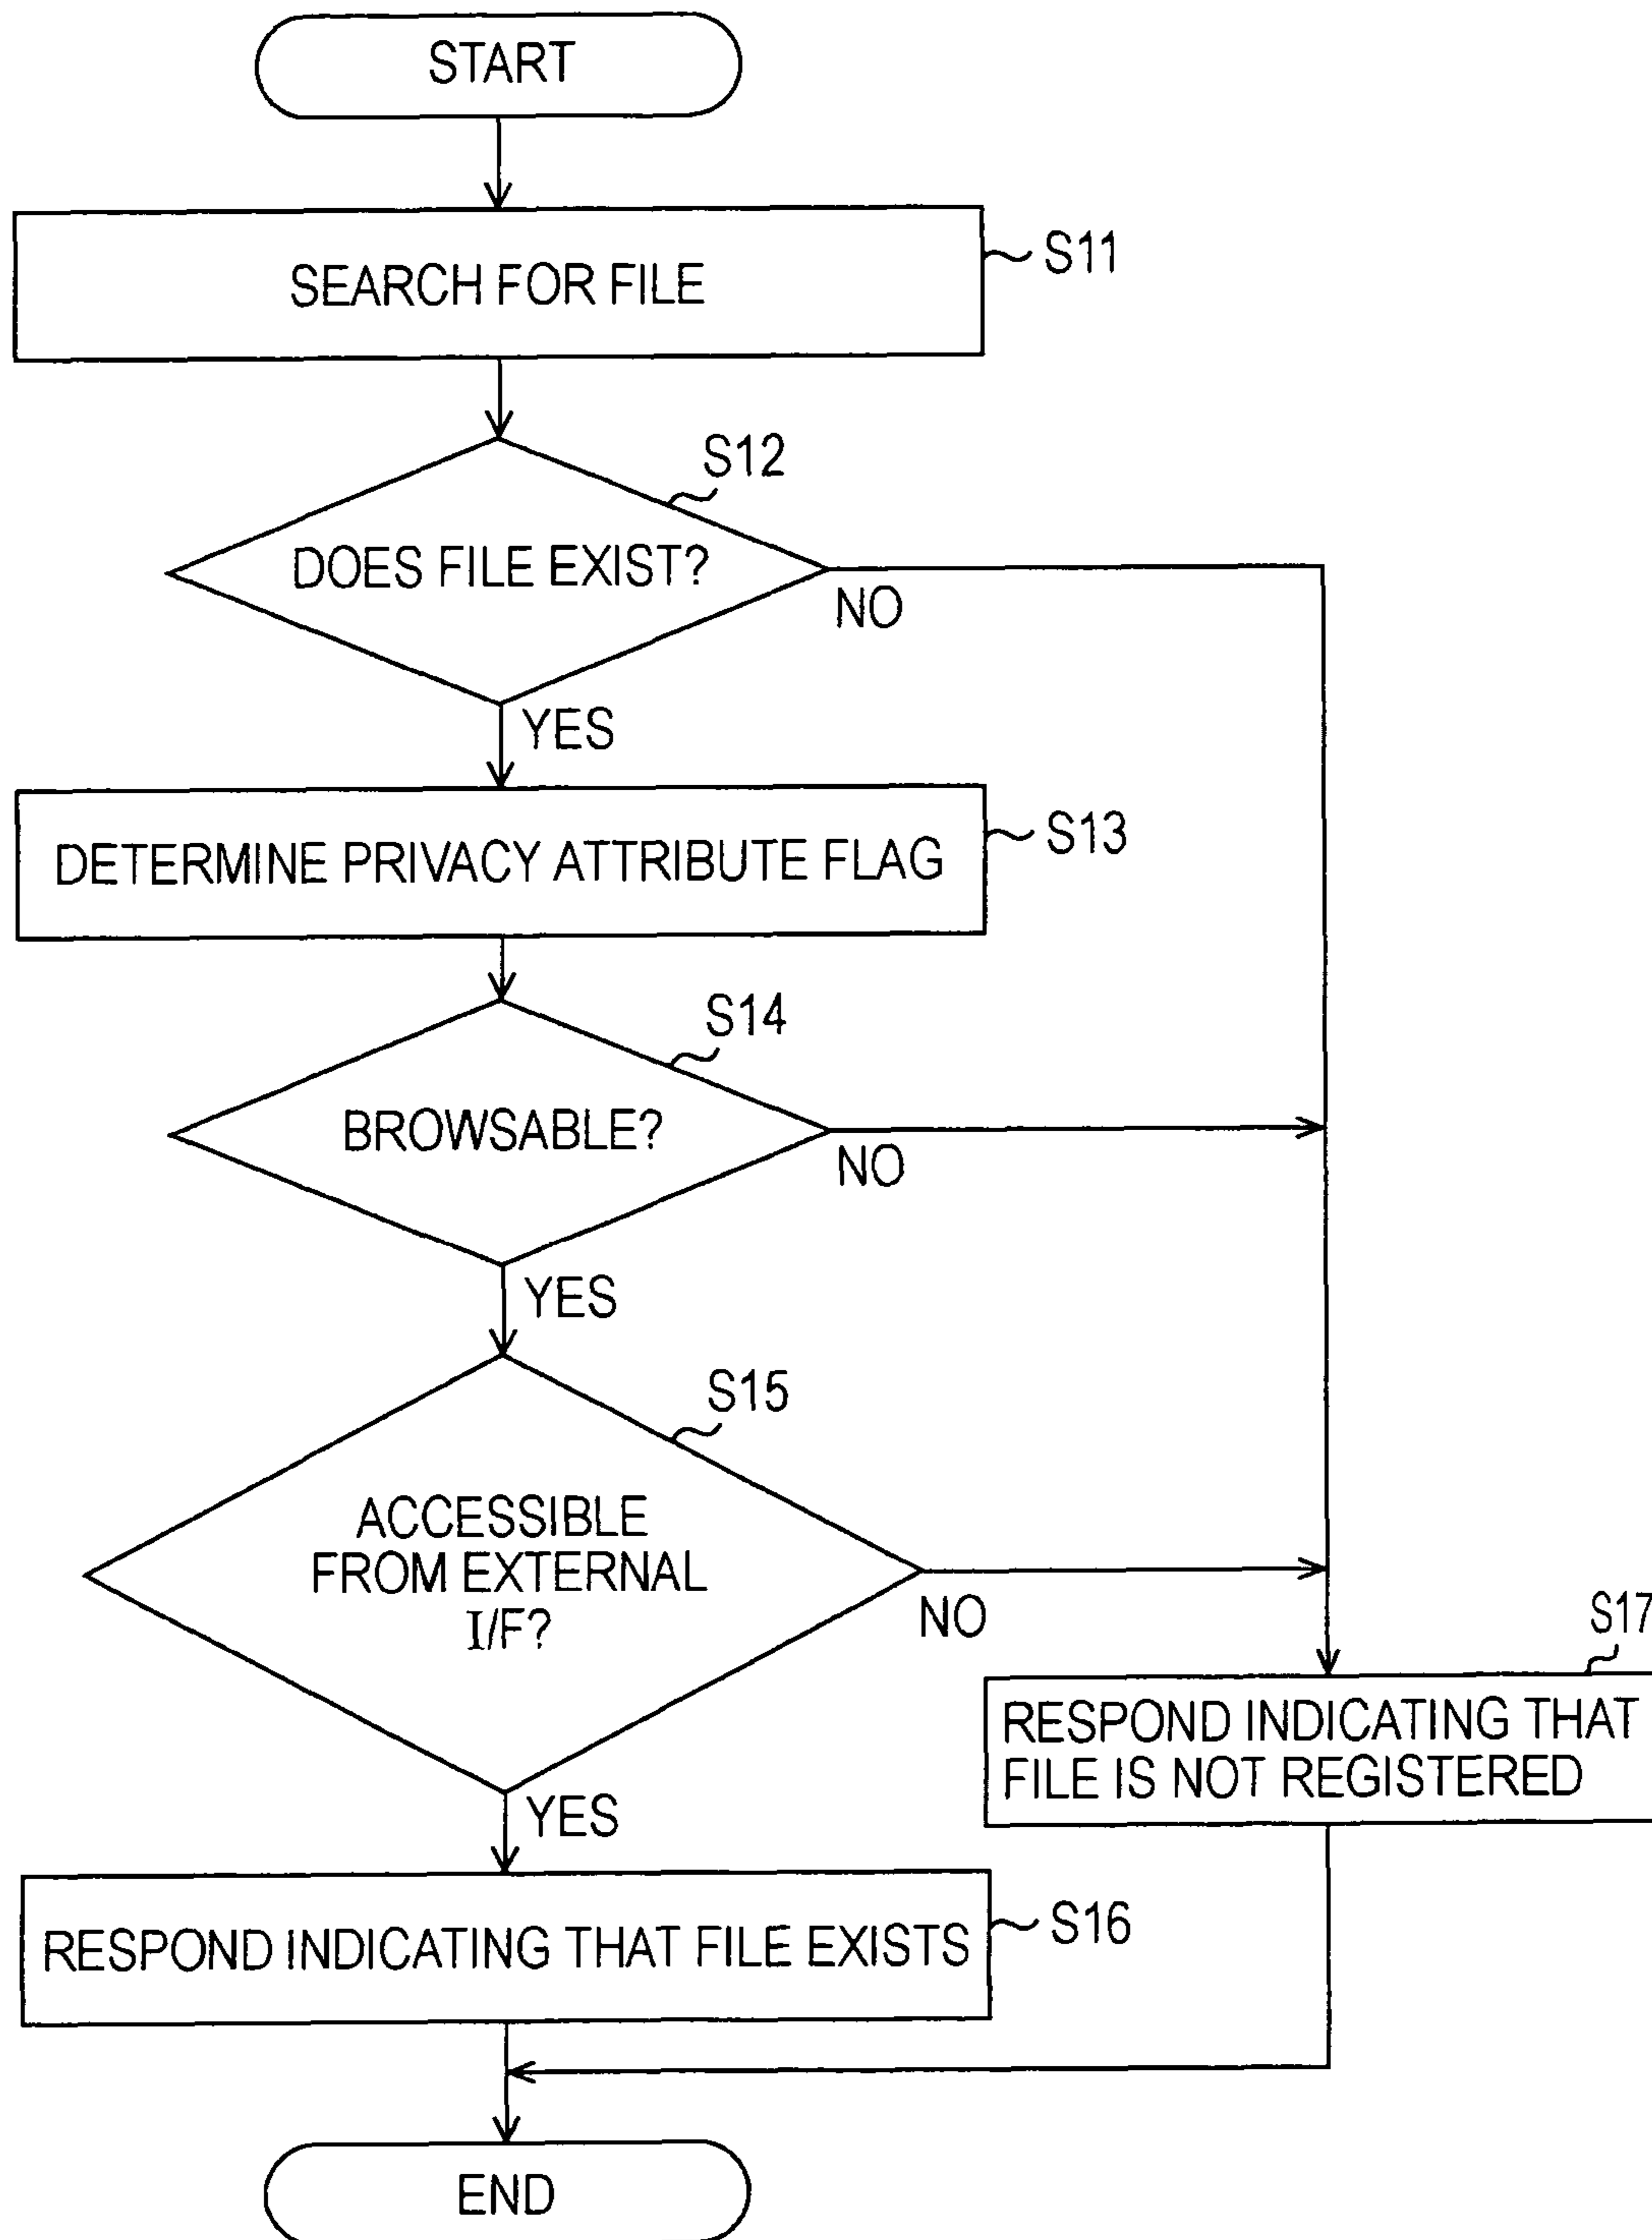 START
SEARCH FOR FILE
S11
S12
DOES FILE EXIST?
NO
YES
DETERMINE PRIVACY ATTRIBUTE FLAG
S13
S14
BROWSABLE?
NO
YES
S15
ACCESSIBLE
FROM EXTERNAL
I/F?
NO
YES
S17
RESPOND INDICATING THAT
FILE IS NOT REGISTERED
RESPOND INDICATING THAT FILE EXISTS
S16
END